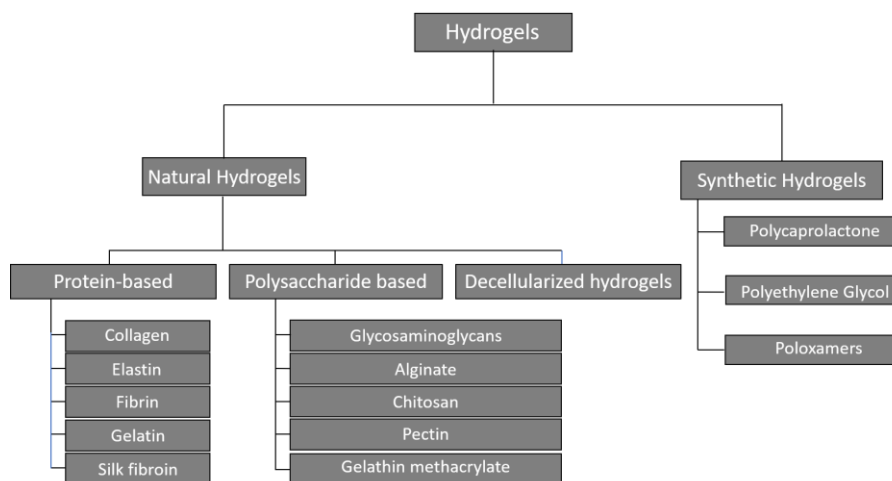 Hydrogels
Natural Hydrogels
Synthetic Hydrogels
Polycaprolactone
Polyethylene Glycol
Poloxamers
Protein-based
Polysaccharide based
Decellularized hydrogels
Collagen
Elastin
Fibrin
Gelatin
Silk fibroin
Glycosaminoglycans
Alginate
Chitosan
Pectin
Gelathin methacrylate